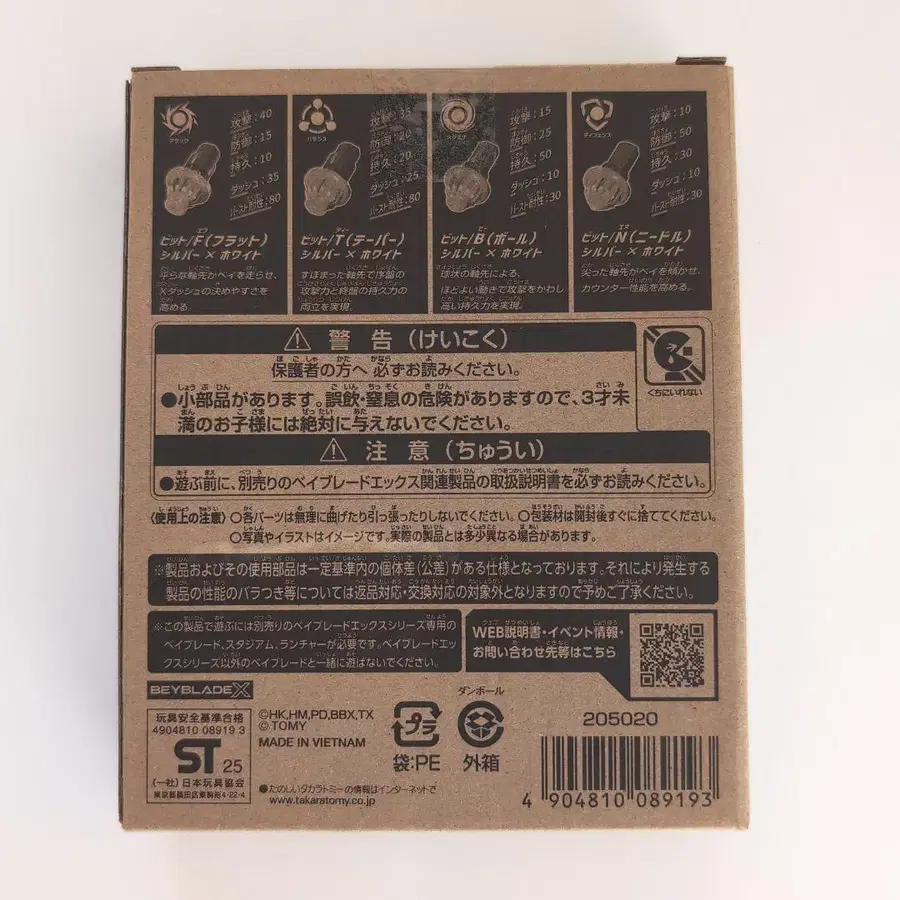 アタック
攻撃:40
防御:25
持久:10
ダッシュ:35
バースト耐性:80
ビット/F(フラット)
シルバー × ホワイト
平らな軸先がベイを走らせ、
Xダッシュの決めやすさを
高める。
バランス
攻撃:35
防御:20
持久:20
ダッシュ:25
バースト耐性:80
ビット/T(テーパー)
シルバー × ホワイト
すぼまった軸先で序盤の
攻撃力と終盤の持久力の
両立を実現。
スタミナ
攻撃:15
防御:25
持久:50
ダッシュ:10
バースト耐性:30
ビット/B(ボール)
シルバー × ホワイト
球状の軸先による、
ほどよい動きで攻撃をかわし
高い持久力を実現。
ディフェンス
攻撃:10
防御:50
持久:30
ダッシュ:10
バースト耐性:30
ビット/N(ニードル)
シルバー × ホワイト
尖った軸先がベイを傾かせ、
カウンター性能を高める。
⚠ 警 告 (けいこく)
保護者の方へ 必ずお読みください。
●小部品があります。誤飲・窒息の危険がありますので、3才未
満のお子様には絶対に与えないでください。
くちにいれない
⚠ 注 意 (ちゅうい)
●遊ぶ前に、別売りのベイブレードエックス関連製品の取扱説明書を必ずお読みください。
〈使用上の注意〉 ○各パーツは無理に曲げたり引っ張ったりしないでください。○包装材は開封後すぐに捨ててください。
○写真やイラストはイメージです。実際の製品とは多少異なる場合があります。
※製品およびその使用部品は一定基準内の個体差(公差)がある仕様となっております。それにより発生する
製品の性能のバラつき等については返品対応・交換対応の対象外となりますので予めご了承ください。
※この製品で遊ぶには別売りのベイブレードエックスシリーズ専用の
ベイブレード、スタジアム、ランチャーが必要です。ベイブレードエッ
クスシリーズ以外のベイブレードと一緒に遊ばないでください。
WEB説明書・イベント情報・
お問い合わせ先等はこちら
BEYBLADE X
玩具安全基準合格
4904810 08919 3
ST 25
(一社)日本玩具協会
東京都墨田区東駒形4-22-4
©HK,HM,PD,BBX,TX
© TOMY
MADE IN VIETNAM
プラ
袋:PE
ダンボール
外箱
●たのしいタカラトミーの情報はインターネットで
www.takaratomy.co.jp
205020
4 904810 089193